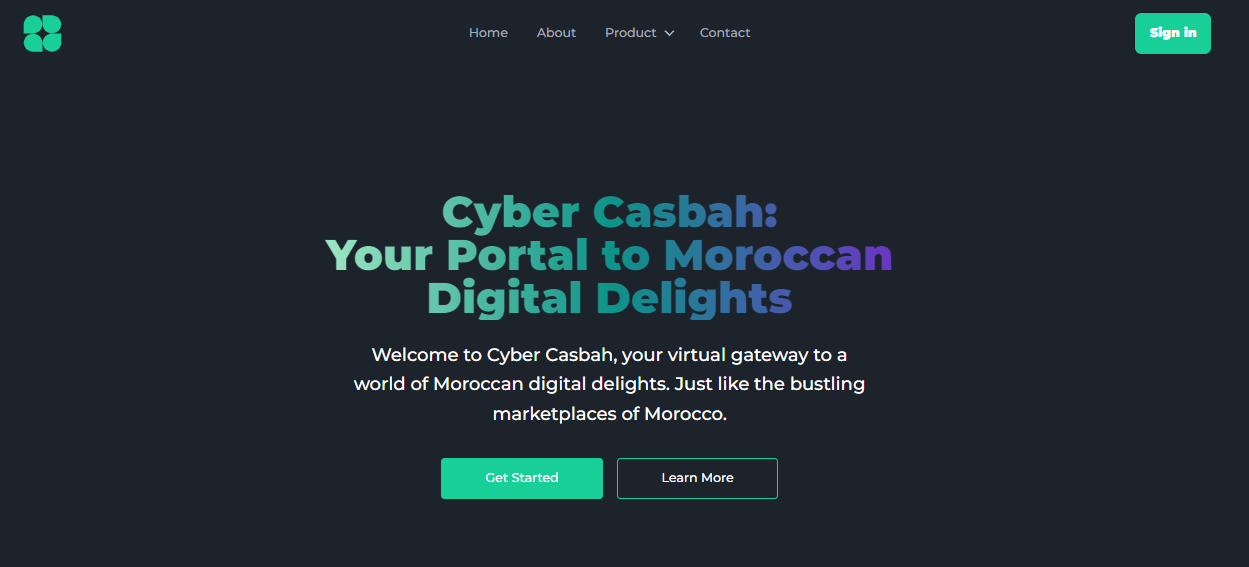 Home About Product Contact Sign in
Cyber Casbah:
Your Portal to Moroccan
Digital Delights
Welcome to Cyber Casbah, your virtual gateway to a
world of Moroccan digital delights. Just like the bustling
marketplaces of Morocco.
Get Started Learn More